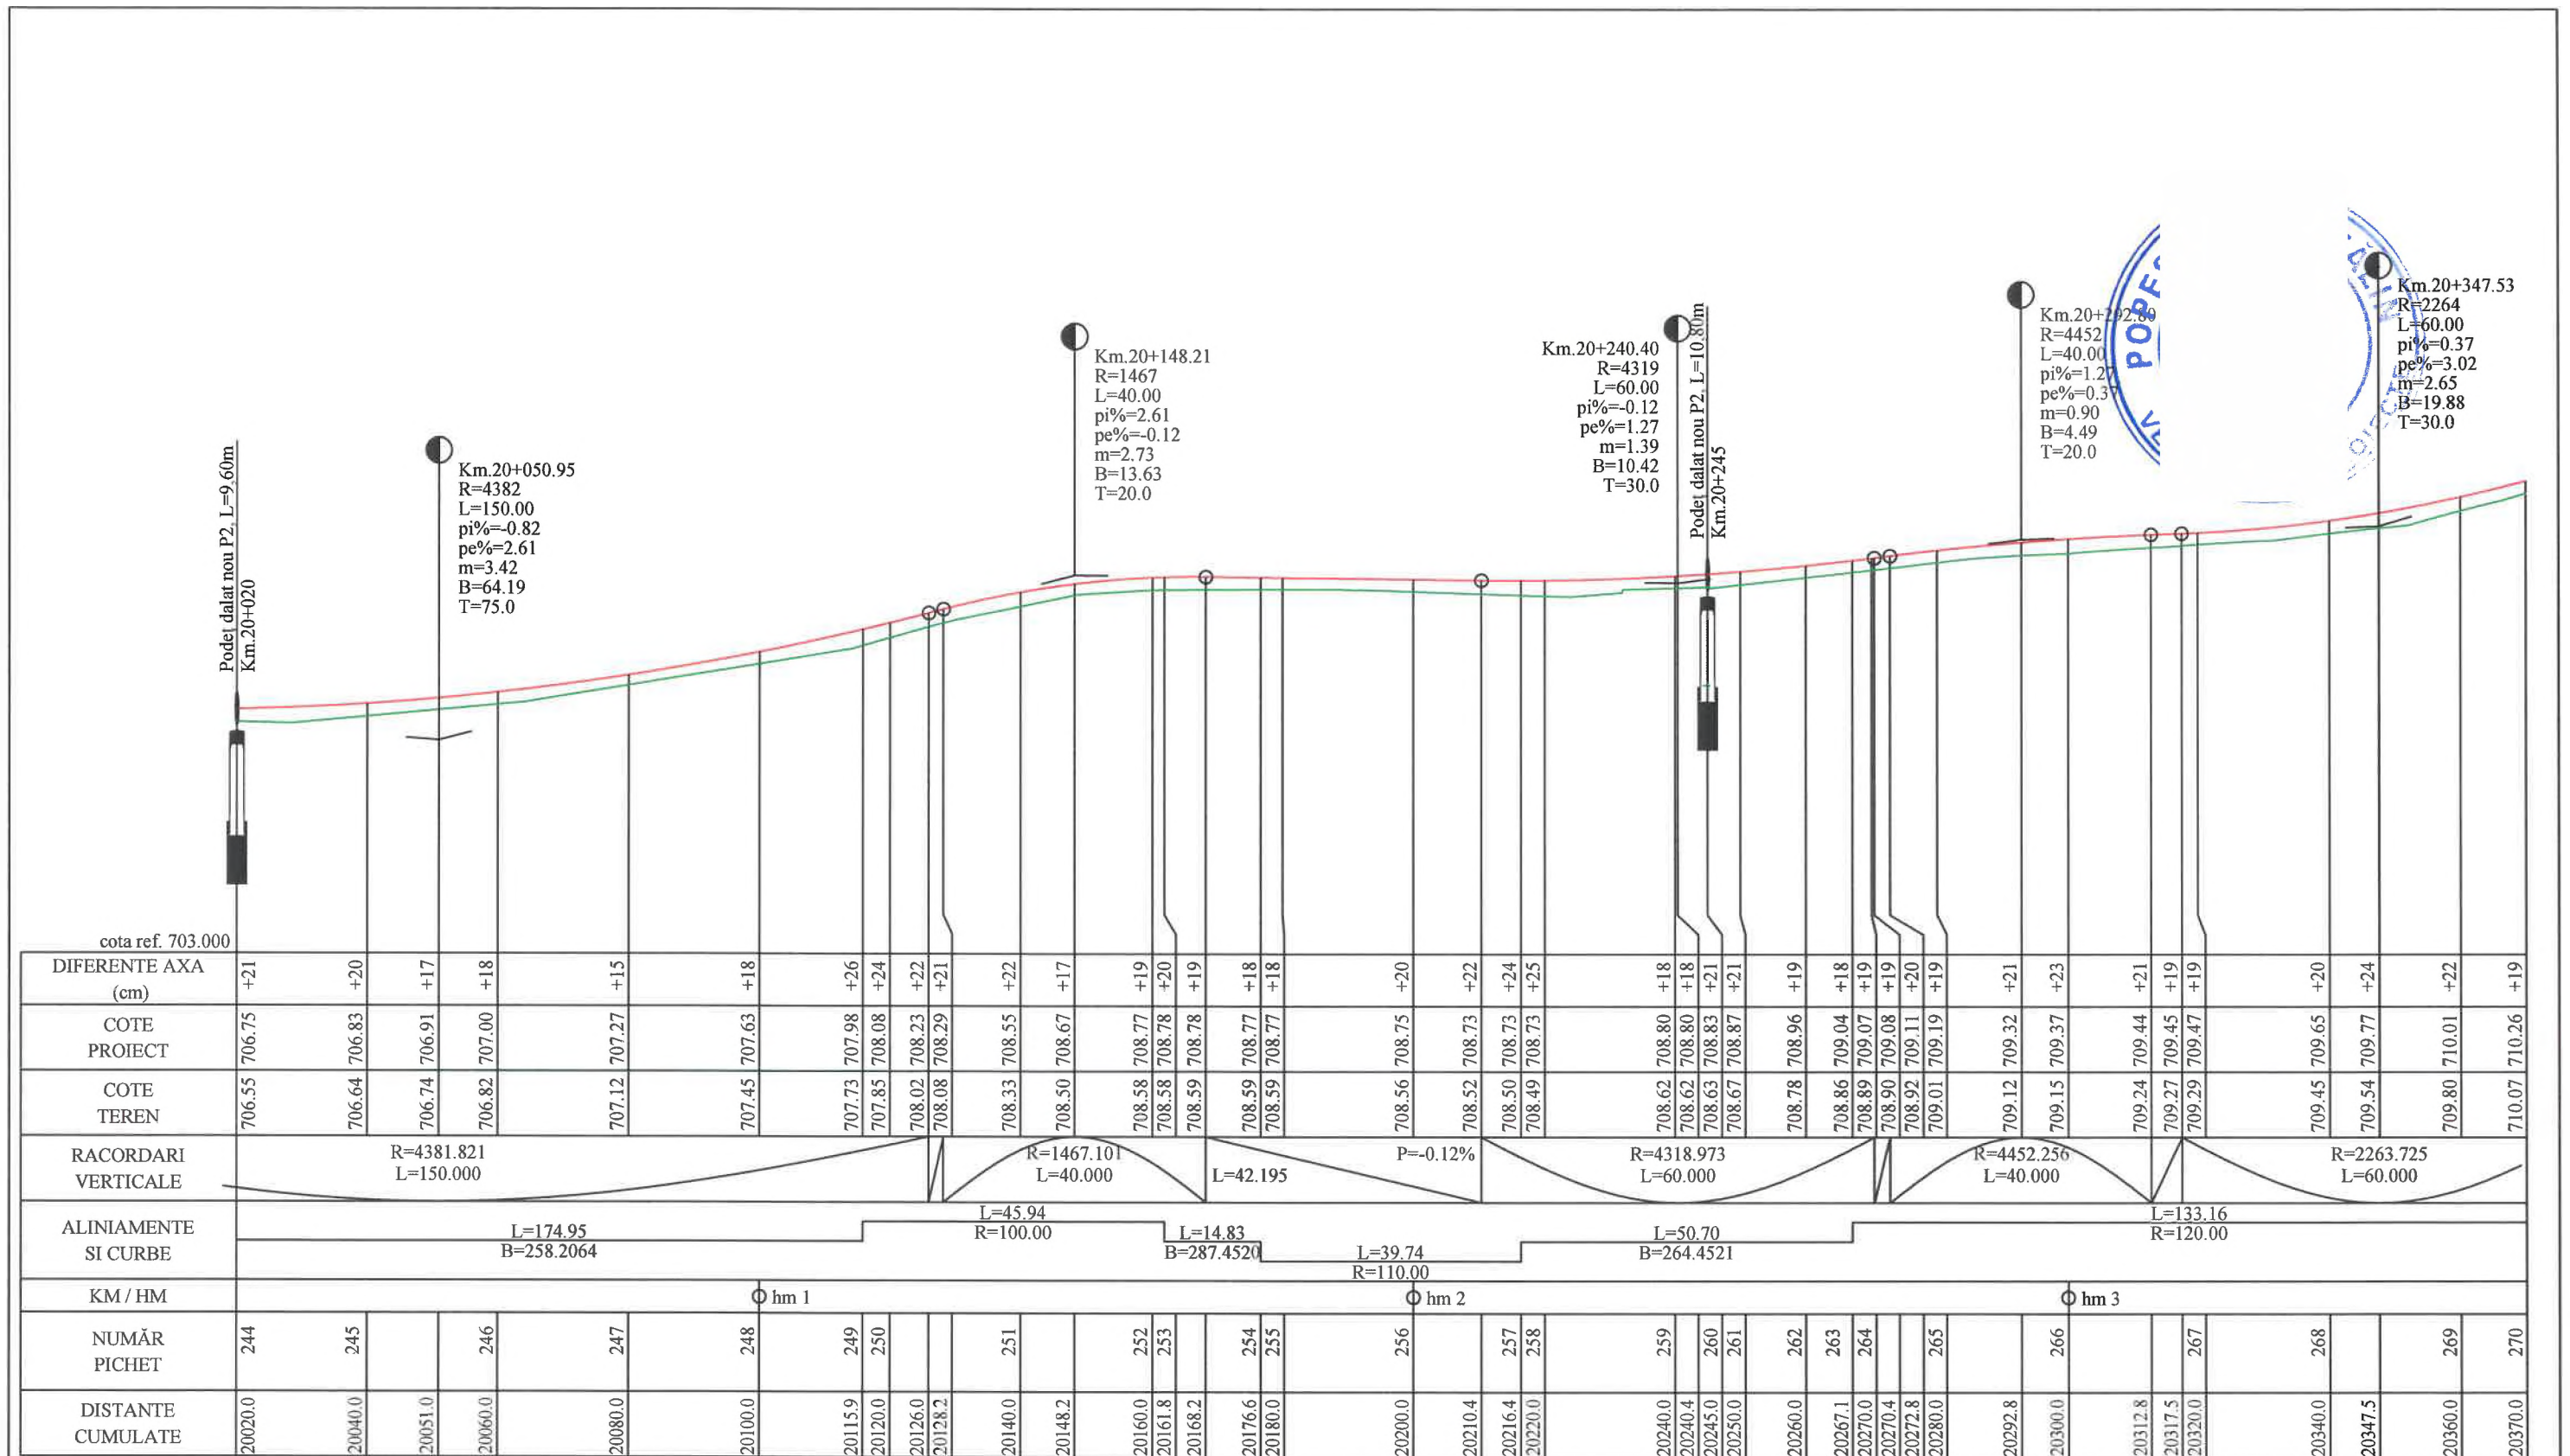 Podeț dalat nou P2, L=9,60m
Km.20+020
Km.20+050.95
R=4382
L=150.00
pi%=-0.82
pe%=2.61
m=3.42
B=64.19
T=75.0
Km.20+148.21
R=1467
L=40.00
pi%=2.61
pe%=-0.12
m=2.73
B=13.63
T=20.0
Km.20+240.40
R=4319
L=60.00
pi%=-0.12
pe%=1.27
m=1.39
B=10.42
T=30.0
Podeț dalat nou P2, L=10,80m
Km.20+245
Km.20+292.80
R=4452
L=40.00
pi%=1.27
pe%=0.37
m=0.90
B=4.49
T=20.0
Km.20+347.53
R=2264
L=60.00
pi%=0.37
pe%=3.02
m=2.65
B=19.88
T=30.0
cota ref. 703.000
DIFERENTE AXA
(cm)
+21 +20 +17 +18 +15 +18 +26 +24 +22 +21 +22 +17 +19 +20 +19 +18 +18 +20 +22 +24 +25 +18 +18 +21 +21 +19 +18 +19 +19 +20 +19 +21 +23 +21 +19 +19 +20 +24 +22 +19
COTE
PROIECT
706.75 706.83 706.91 707.00 707.27 707.63 707.98 708.08 708.23 708.29 708.55 708.67 708.77 708.78 708.78 708.77 708.77 708.75 708.73 708.73 708.73 708.80 708.80 708.83 708.87 708.96 709.04 709.07 709.08 709.11 709.19 709.32 709.37 709.44 709.45 709.47 709.65 709.77 710.01 710.26
COTE
TEREN
706.55 706.64 706.74 706.82 707.12 707.45 707.73 707.85 708.02 708.08 708.33 708.50 708.58 708.58 708.59 708.59 708.59 708.56 708.52 708.50 708.49 708.62 708.62 708.63 708.67 708.78 708.86 708.89 708.90 708.92 709.01 709.12 709.15 709.24 709.27 709.29 709.45 709.54 709.80 710.07
RACORDARI
VERTICALE
R=4381.821
L=150.000
R=1467.101
L=40.000
L=42.195
P=-0.12%
R=4318.973
L=60.000
R=4452.256
L=40.000
R=2263.725
L=60.000
ALINIAMENTE
SI CURBE
L=174.95
B=258.2064
L=45.94
R=100.00
L=14.83
B=287.4520
L=39.74
R=110.00
L=50.70
B=264.4521
L=133.16
R=120.00
KM / HM
hm 1
hm 2
hm 3
NUMĂR
PICHET
244 245 246 247 248 249 250 251 252 253 254 255 256 257 258 259 260 261 262 263 264 265 266 267 268 269 270
DISTANTE
CUMULATE
20020.0 20040.0 20051.0 20060.0 20080.0 20100.0 20115.9 20120.0 20126.0 20128.2 20140.0 20148.2 20160.0 20161.8 20168.2 20176.6 20180.0 20200.0 20210.4 20216.4 20220.0 20240.0 20240.4 20245.0 20250.0 20260.0 20267.1 20270.0 20270.4 20272.8 20280.0 20292.8 20300.0 20312.8 20317.5 20320.0 20340.0 20347.5 20360.0 20370.0